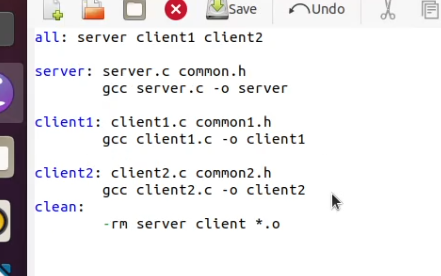 Save Undo
all: server client1 client2
server: server.c common.h
gcc server.c -o server
client1: client1.c common1.h
gcc client1.c -o client1
client2: client2.c common2.h
gcc client2.c -o client2
clean:
-rm server client *.o